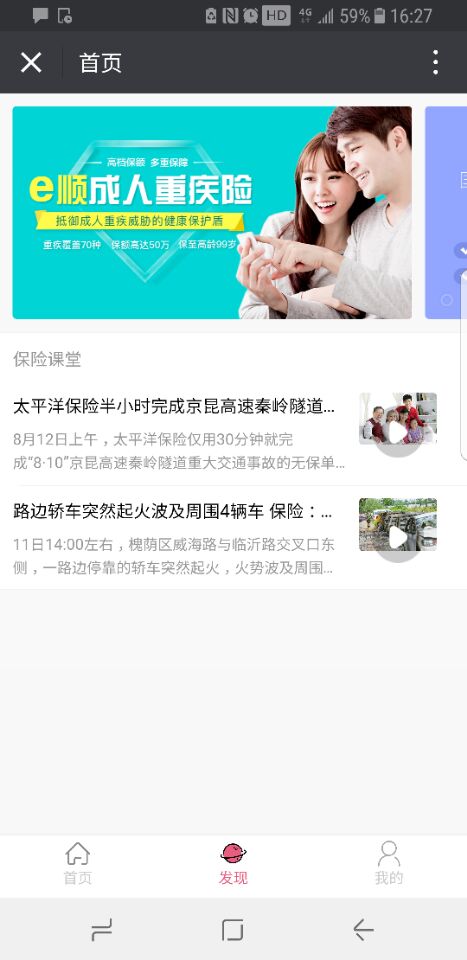 HD 4G 59% 16:27
首页
高档保额 多重保障
e顺成人重疾险
抵御成人重疾威胁的健康保护盾
重疾覆盖70种 保额高达50万 保至高龄99岁
保险课堂
太平洋保险半小时完成京昆高速秦岭隧道...
8月12日上午，太平洋保险仅用30分钟就完
成“8·10”京昆高速秦岭隧道重大交通事故的无保单...
路边轿车突然起火波及周围4辆车 保险：...
11日14:00左右，槐荫区威海路与临沂路交叉口东
侧，一路边停靠的轿车突然起火，火势波及周围...
首页 发现 我的